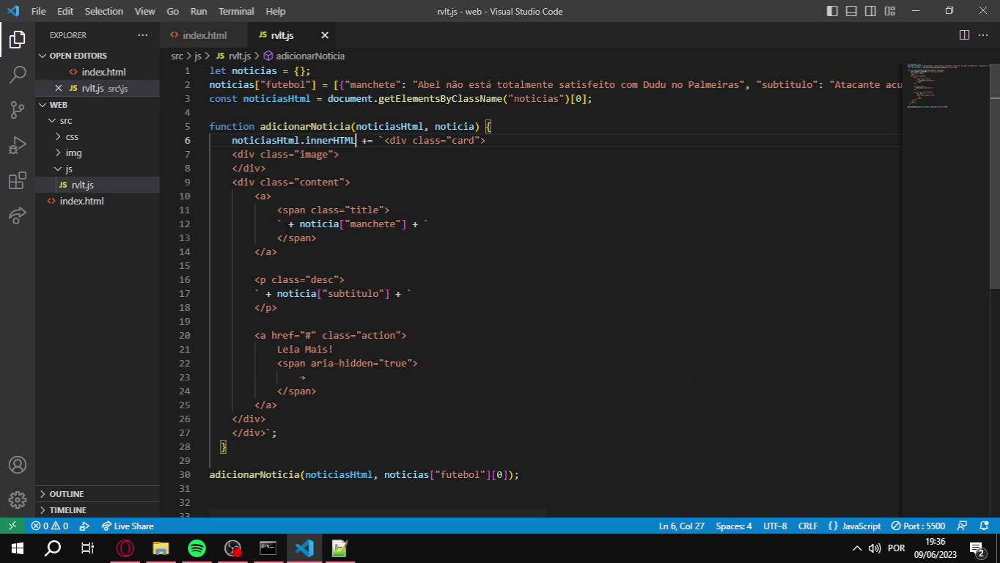 File Edit Selection View Go Run Terminal Help rvlt.js - web - Visual Studio Code
EXPLORER
OPEN EDITORS
index.html
rvlt.js src\js
WEB
src
css
img
js
rvlt.js
index.html
OUTLINE
TIMELINE
index.html JS rvlt.js
src > js > JS rvlt.js > adicionarNoticia
1 let noticias = {};
2 noticias["futebol"] = [{"manchete": "Abel não está totalmente satisfeito com Dudu no Palmeiras", "subtitulo": "Atacante acu
3 const noticiasHtml = document.getElementsByClassName("noticias")[0];
4
5 function adicionarNoticia(noticiasHtml, noticia) {
6 noticiasHtml.innerHTML += `<div class="card">
7 <div class="image">
8 </div>
9 <div class="content">
10 <a>
11 <span class="title">
12 ` + noticia["manchete"] + `
13 </span>
14 </a>
15
16 <p class="desc">
17 ` + noticia["subtitulo"] + `
18 </p>
19
20 <a href="#" class="action">
21 Leia Mais!
22 <span aria-hidden="true">
23 →
24 </span>
25 </a>
26 </div>
27 </div>`;
28 }
29
30 adicionarNoticia(noticiasHtml, noticias["futebol"][0]);
31
32
33
0 0 Live Share Ln 6, Col 27 Spaces: 4 UTF-8 CRLF {} JavaScript Port : 5500
POR 19:36
09/06/2023 2